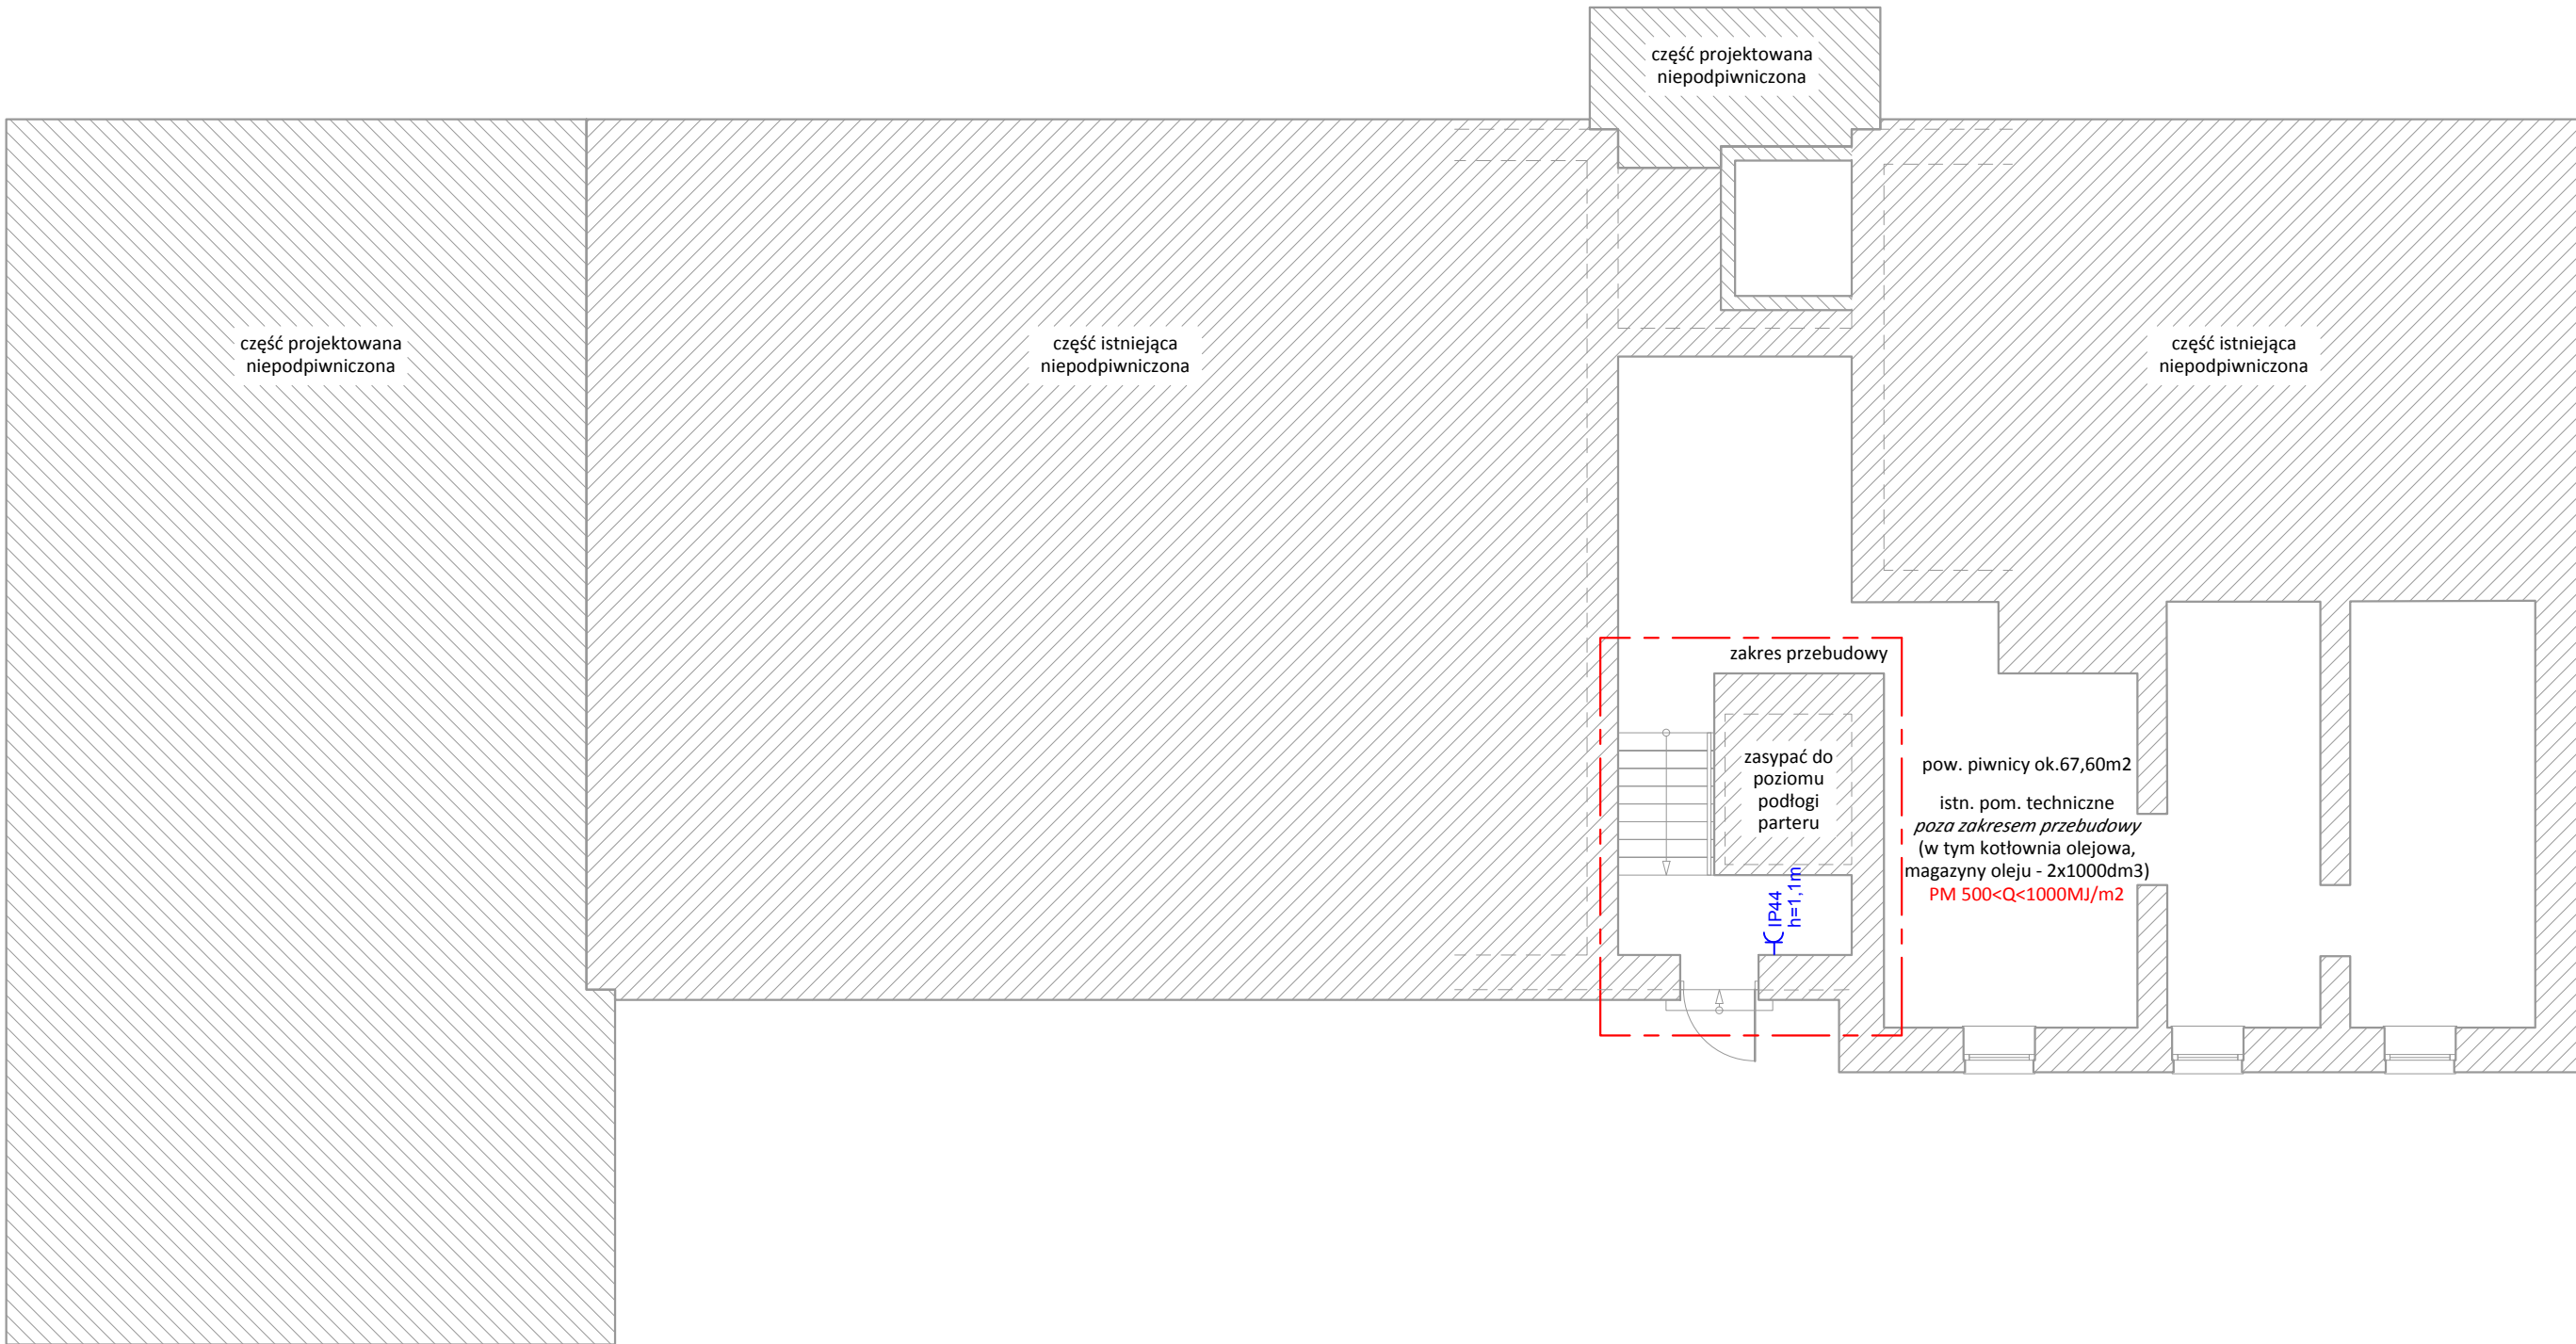 część projektowana
niepodpiwniczona
część projektowana
niepodpiwniczona
część istniejąca
niepodpiwniczona
część istniejąca
niepodpiwniczona
zakres przebudowy
zasypać do
poziomu
podłogi
parteru
pow. piwnicy ok.67,60m2
istn. pom. techniczne
poza zakresem przebudowy
(w tym kotłownia olejowa,
magazyny oleju - 2x1000dm3)
PM 500<Q<1000MJ/m2
IP44
h=1,1m